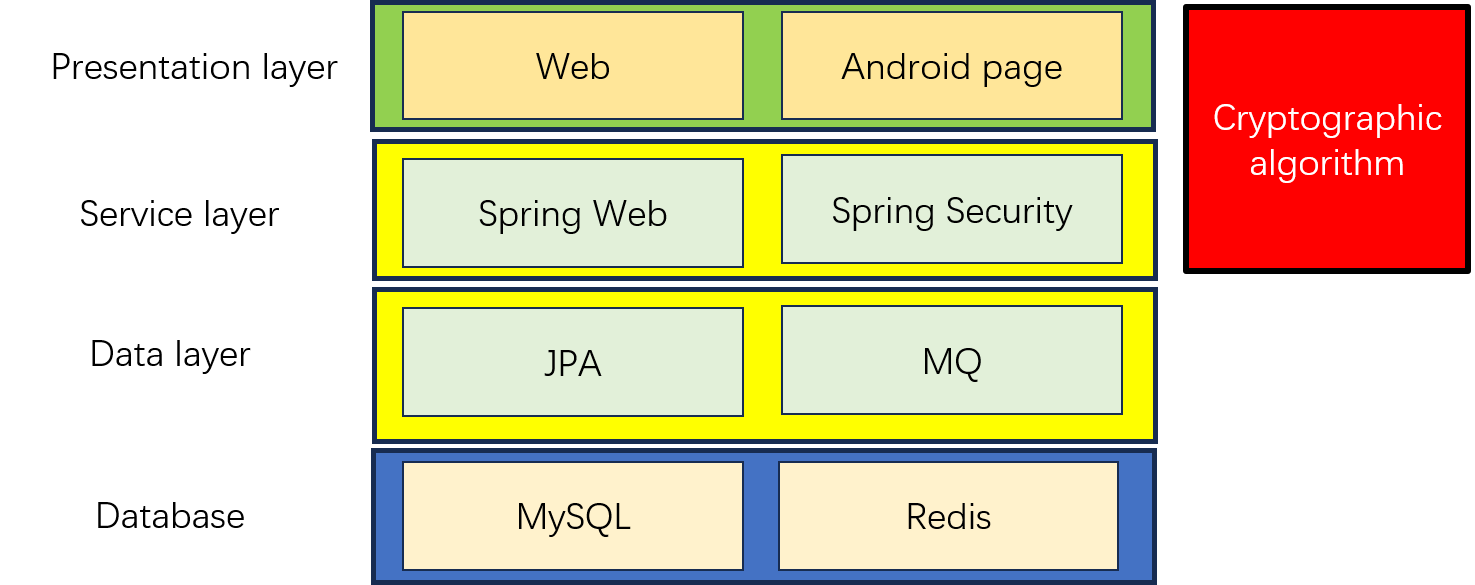 Presentation layer
Web
Android page
Cryptographic
algorithm
Service layer
Spring Web
Spring Security
Data layer
JPA
MQ
Database
MySQL
Redis